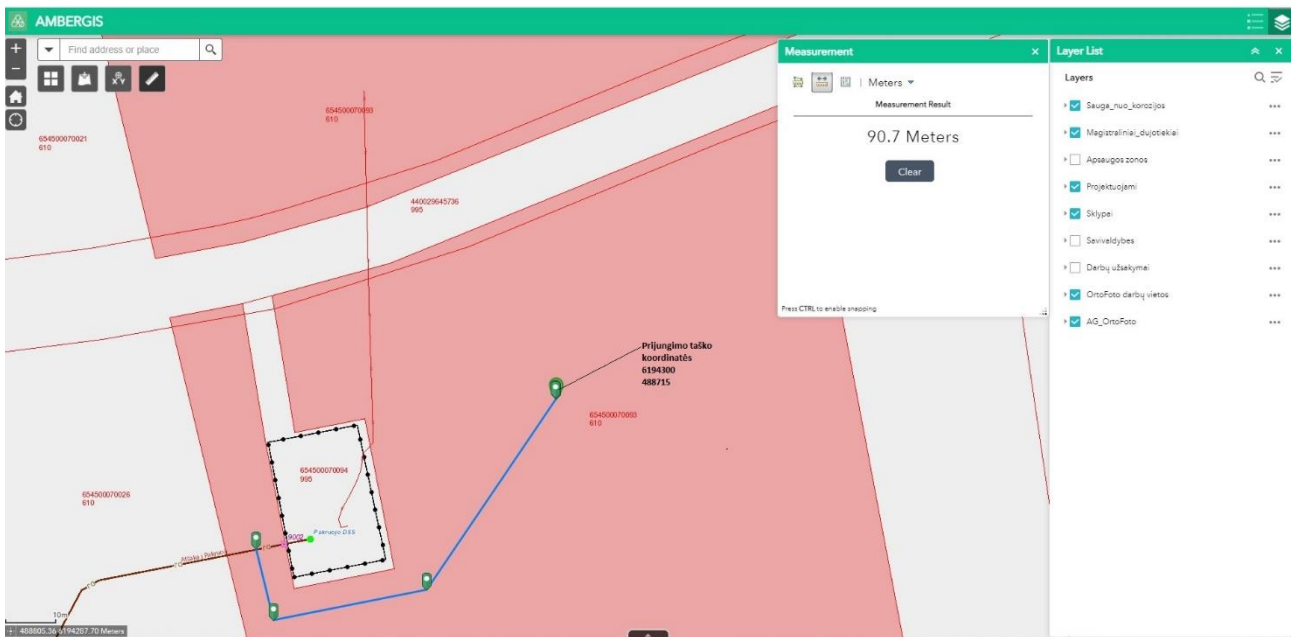 AMBERGIS
+
−
Find address or place
Measurement
Meters
Measurement Result
90.7 Meters
Clear
Press CTRL to enable snapping
Layer List
Layers
Sauga_nuo_korozijos
Magistraliniai_dujotiekiai
Apsaugos zonos
Projektuojami
Sklypai
Savivaldybes
Darbų užsakymai
OrtoFoto darbų vietos
AG_OrtoFoto
654500070021
610
654500070093
610
440029645736
995
Prijungimo taško
koordinatės
6194300
488715
654500070093
610
654500070094
995
654500070026
610
9002
Pakruojo DSS
10m
488805.36 6194287.70 Meters